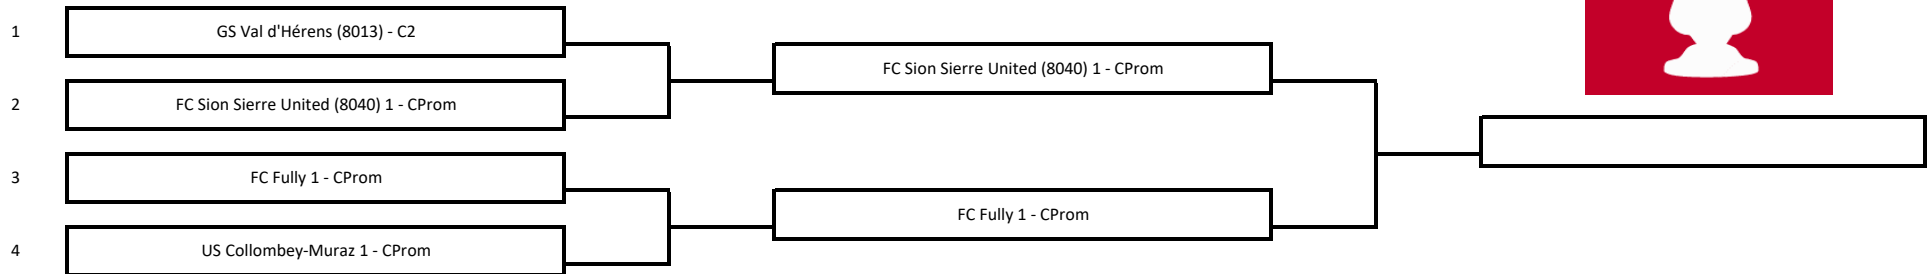 1
GS Val d'Hérens (8013) - C2
FC Sion Sierre United (8040) 1 - CProm
2
FC Sion Sierre United (8040) 1 - CProm
3
FC Fully 1 - CProm
FC Fully 1 - CProm
4
US Collombey-Muraz 1 - CProm